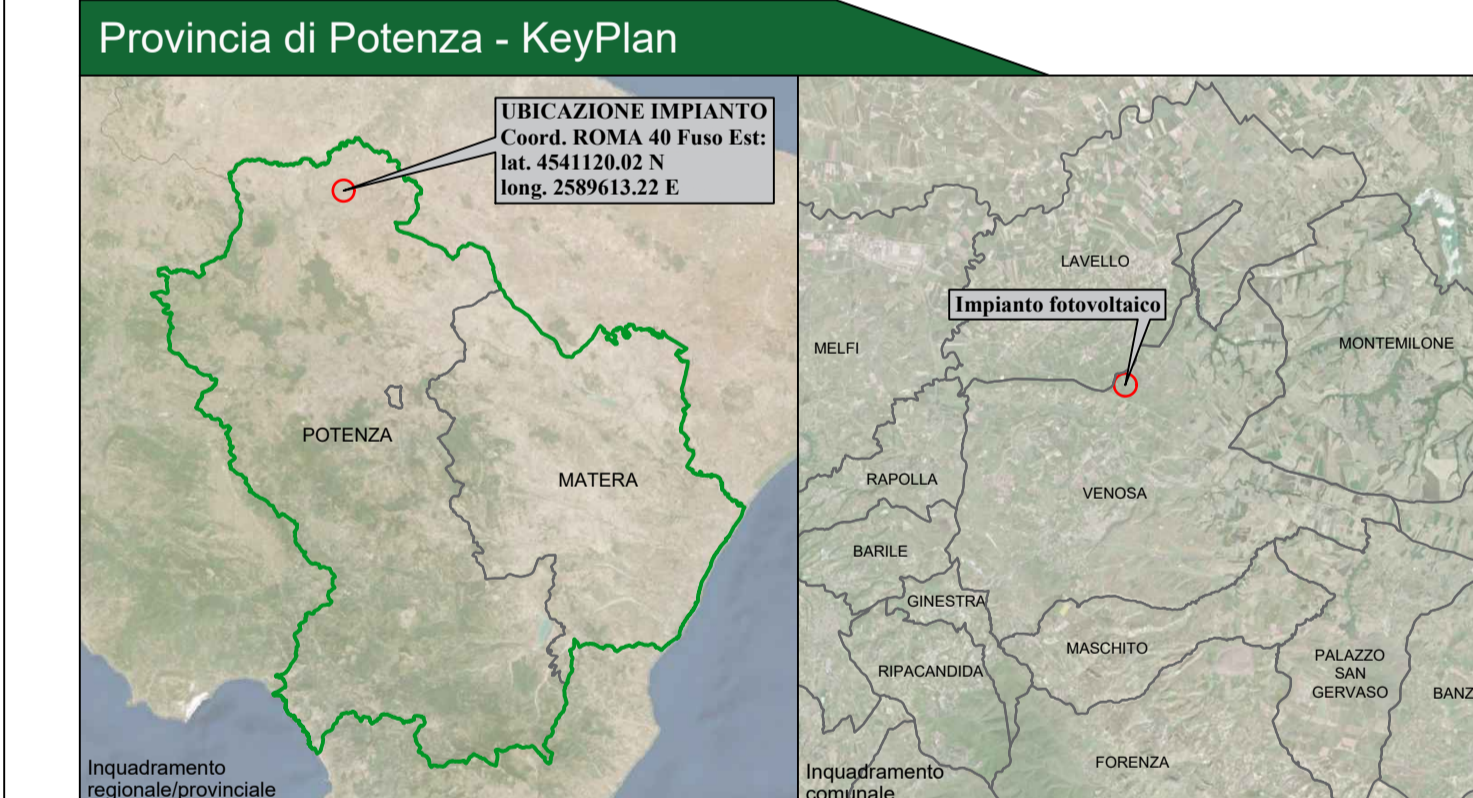 Provincia di Potenza - KeyPlan
UBICAZIONE IMPIANTO
Coord. ROMA 40 Fuso Est:
lat. 4541120.02 N
long. 2589613.22 E
POTENZA
MATERA
Inquadramento
regionale/provinciale
LAVELLO
Impianto fotovoltaico
MELFI
MONTEMILONE
RAPOLLA
VENOSA
BARILE
GINESTRA
MASCHITO
RIPACANDIDA
PALAZZO
SAN
GERVASO
BANZ
FORENZA
Inquadramento
comunale